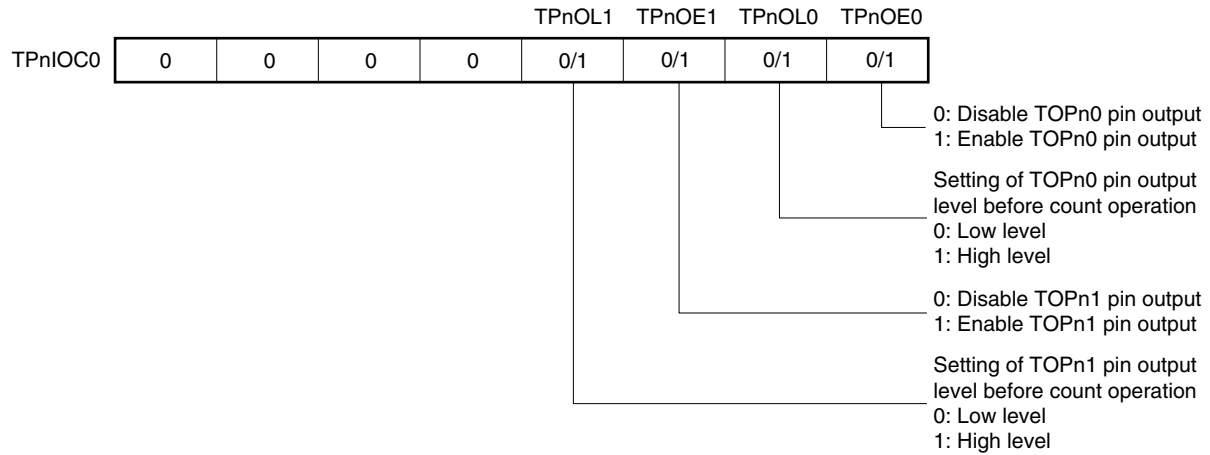 TPnOL1 TPnOE1 TPnOL0 TPnOE0
TPnIOC0 0 0 0 0 0/1 0/1 0/1 0/1
0: Disable TOPn0 pin output
1: Enable TOPn0 pin output
Setting of TOPn0 pin output
level before count operation
0: Low level
1: High level
0: Disable TOPn1 pin output
1: Enable TOPn1 pin output
Setting of TOPn1 pin output
level before count operation
0: Low level
1: High level